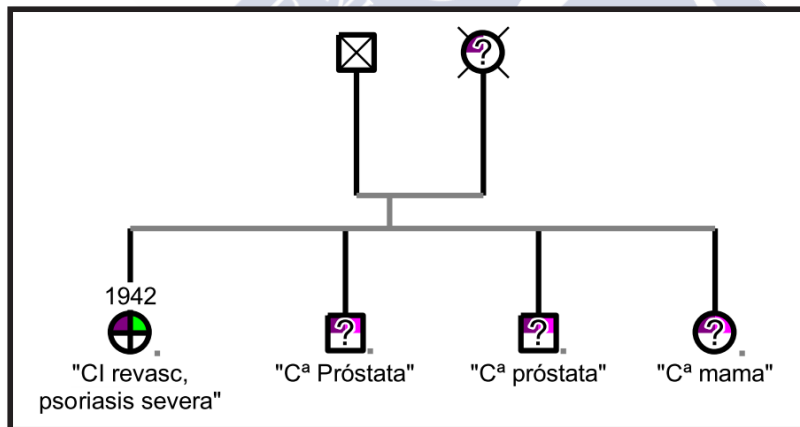 ?
1942
? ? ?
"CI revasc,
psoriasis severa"
"Cª Próstata"
"Cª próstata"
"Cª mama"